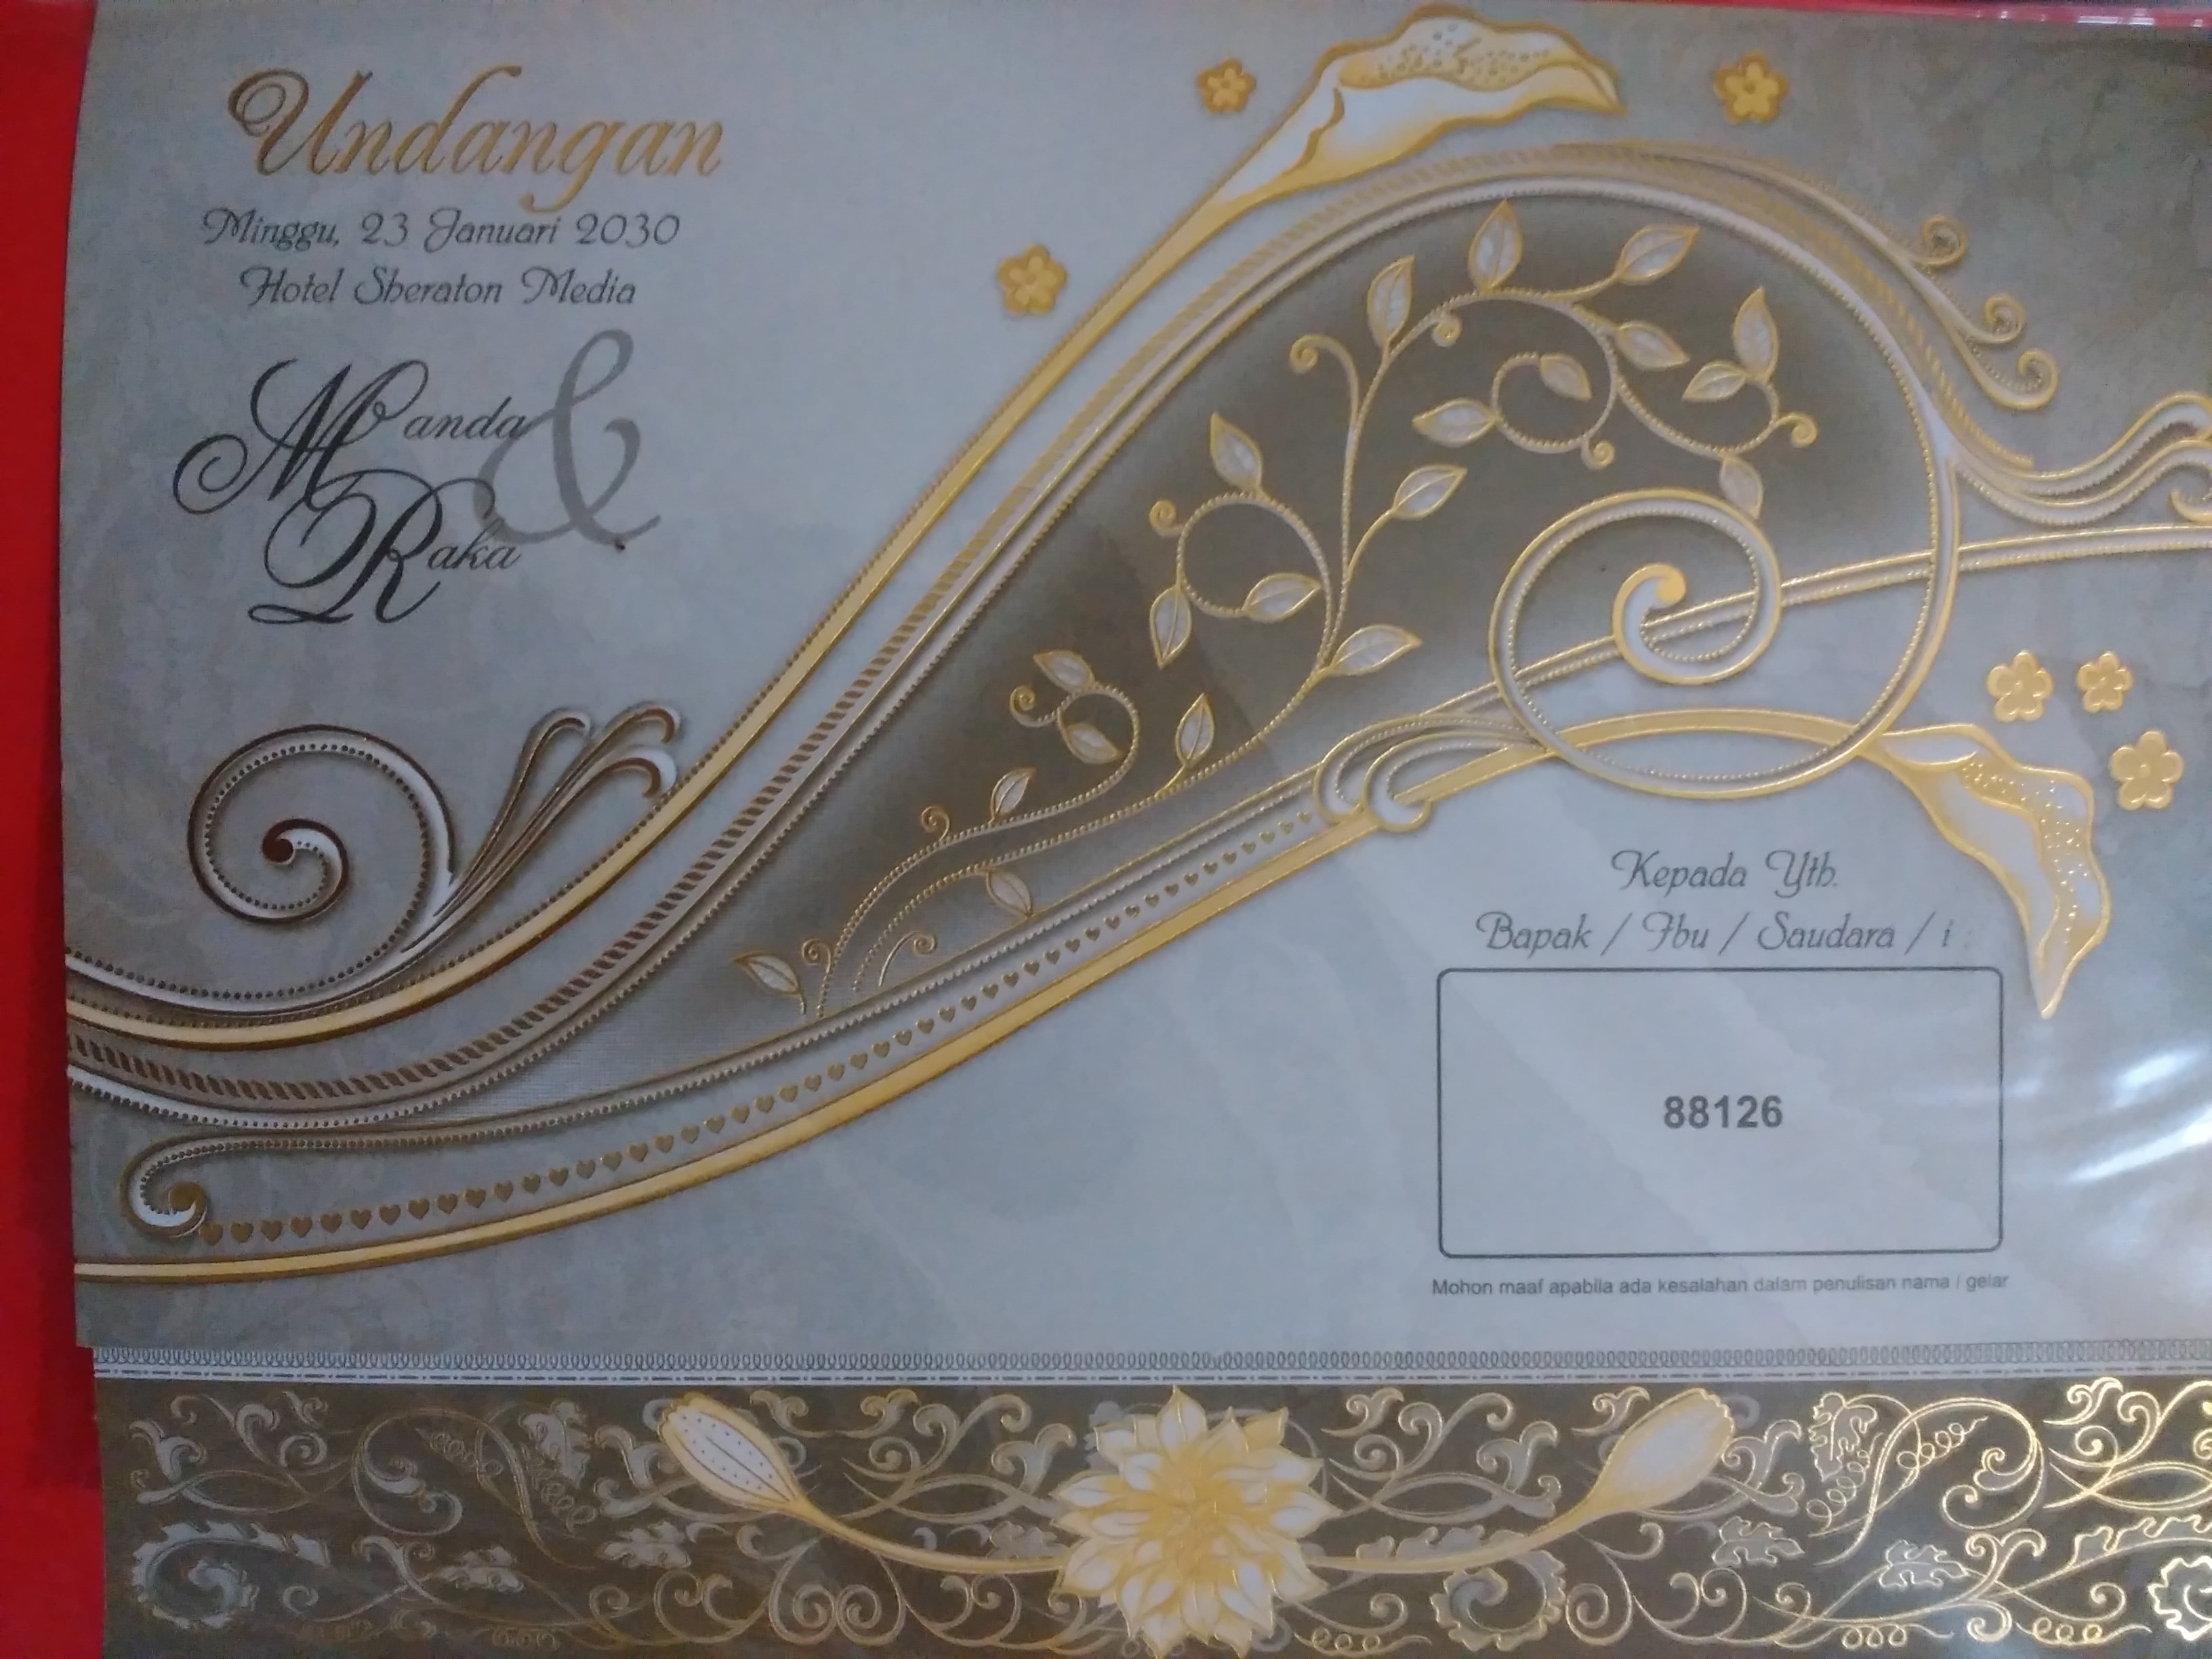 Undangan
Minggu, 23 Januari 2030
Hotel Sheraton Media
Manda &
Raka
Kepada Yth.
Bapak / Ibu / Saudara / i
88126
Mohon maaf apabila ada kesalahan dalam penulisan nama / gelar